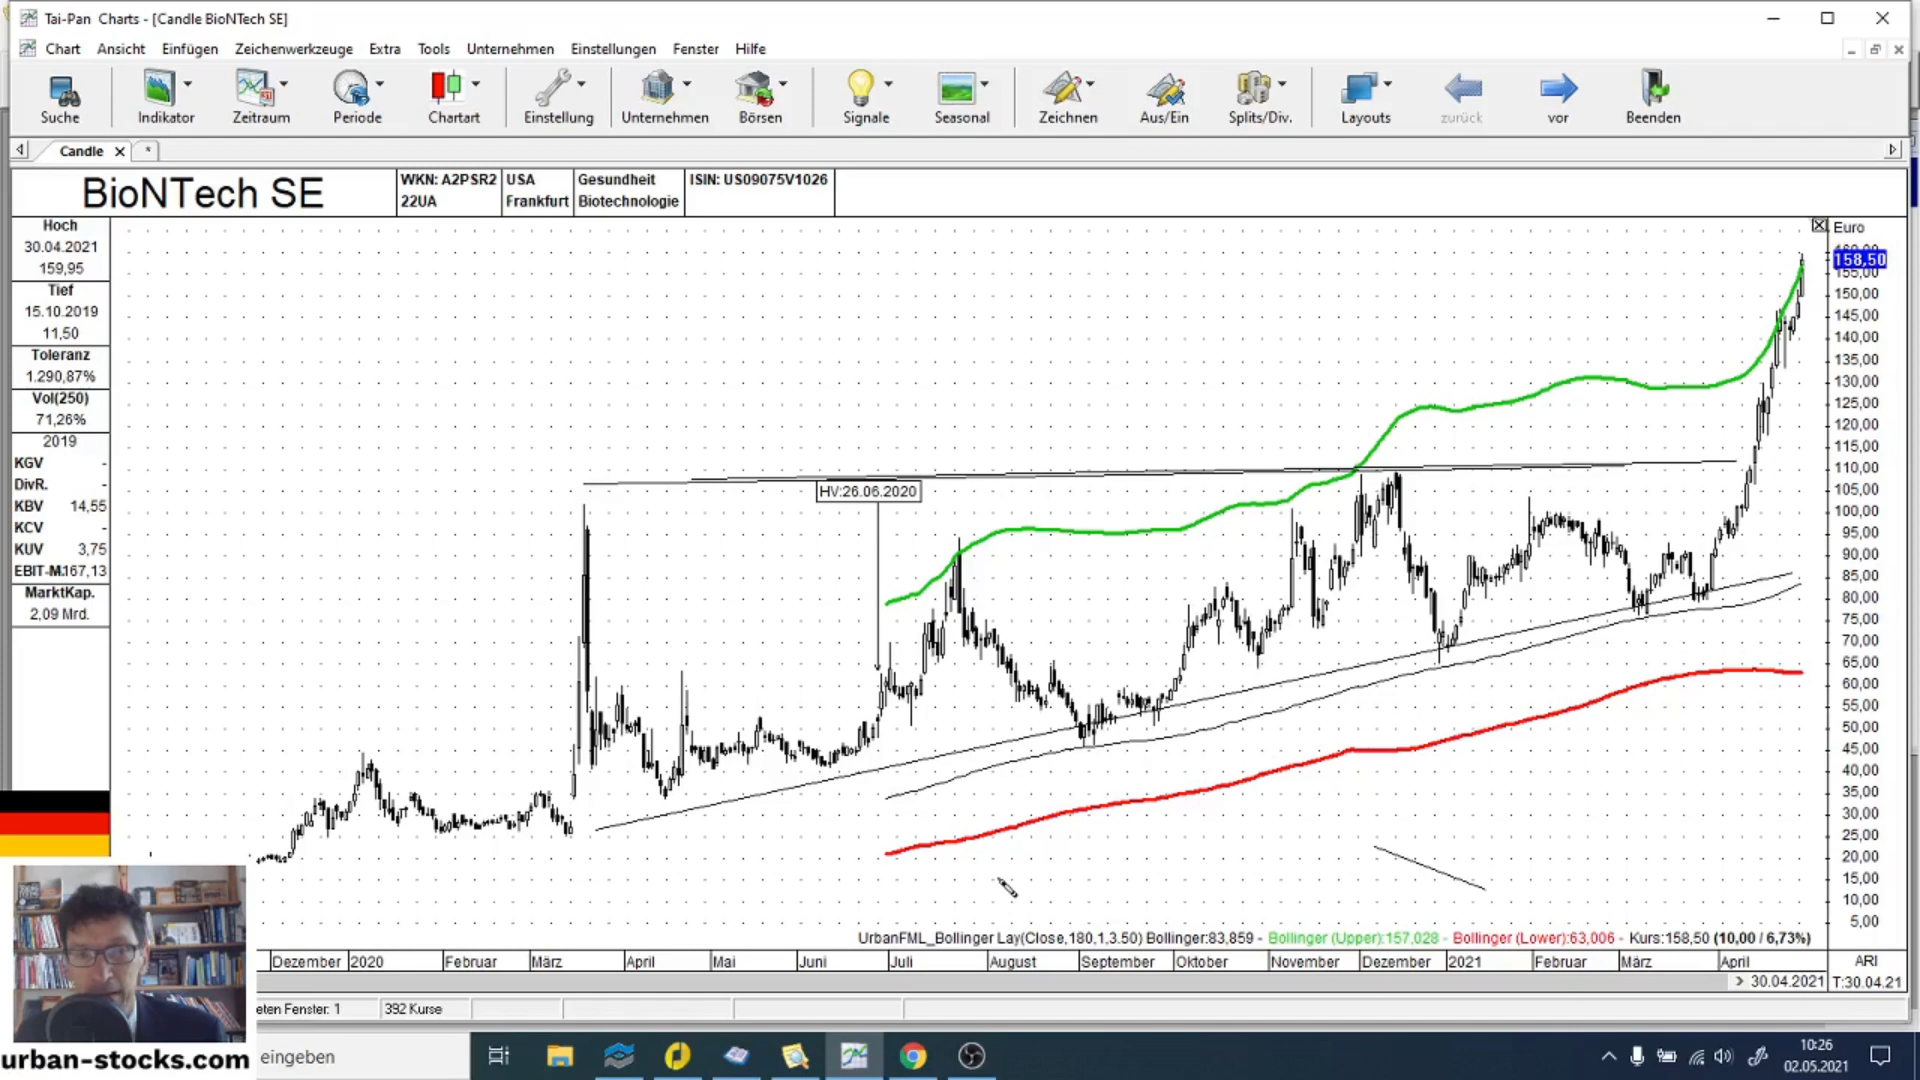 Tai-Pan Charts - [Candle BioNTech SE]
Chart Ansicht Einfügen Zeichenwerkzeuge Extra Tools Unternehmen Einstellungen Fenster Hilfe
Suche Indikator Zeitraum Periode Chartart Einstellung Unternehmen Börsen Signale Seasonal Zeichnen Aus/Ein Splits/Div. Layouts zurück vor Beenden
Candle *
BioNTech SE
WKN: A2PSR2
22UA
USA
Frankfurt
Gesundheit
Biotechnologie
ISIN: US09075V1026
Hoch
30.04.2021
159,95
Tief
15.10.2019
11,50
Toleranz
1.290,87%
Vol(250)
71,26%
2019
KGV -
DivR. -
KBV 14,55
KCV -
KUV 3,75
EBIT-M167,13
MarktKap.
2,09 Mrd.
HV:26.06.2020
Euro
158,50
155,00
150,00
145,00
140,00
135,00
130,00
125,00
120,00
115,00
110,00
105,00
100,00
95,00
90,00
85,00
80,00
75,00
70,00
65,00
60,00
55,00
50,00
45,00
40,00
35,00
30,00
25,00
20,00
15,00
10,00
5,00
UrbanFML_Bollinger Lay(Close,180,1,3.50) Bollinger:83,859 - Bollinger (Upper):157,028 - Bollinger (Lower):63,006 - Kurs:158,50 (10,00 / 6,73%)
Dezember 2020 Februar März April Mai Juni Juli August September Oktober November Dezember 2021 Februar März April ARI
> 30.04.2021 T:30.04.21
eten Fenster: 1 392 Kurse
urban-stocks.com
eingeben
10:26
02.05.2021